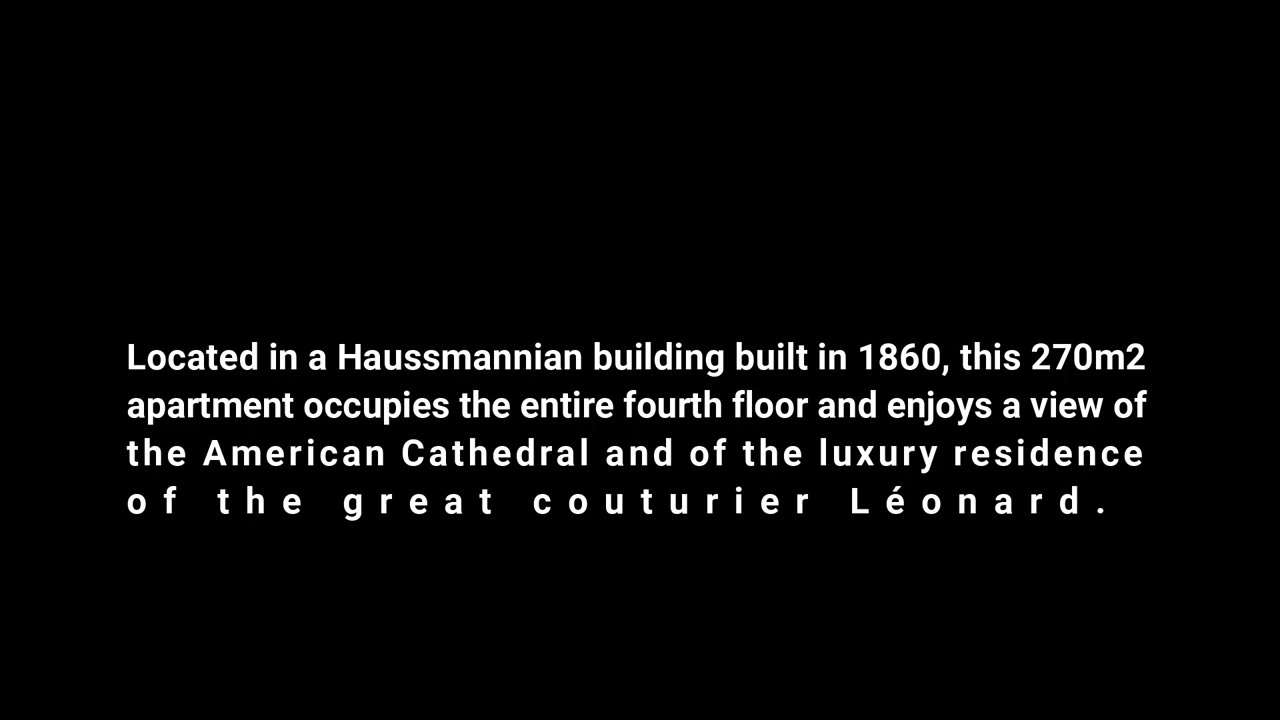 Located in a Haussmannian building built in 1860, this 270m2
apartment occupies the entire fourth floor and enjoys a view of
the American Cathedral and of the luxury residence
of the great couturier Léonard.